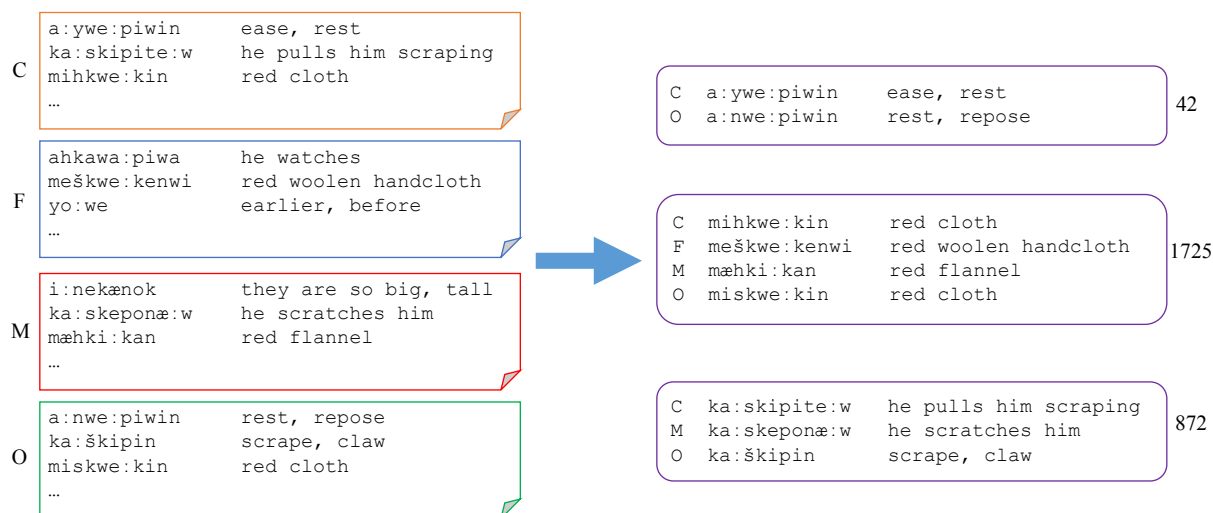 C
a:ywe:piwin ease, rest
ka:skipite:w he pulls him scraping
mihkwe:kin red cloth
…
F
ahkawa:piwa he watches
meškwe:kenwi red woolen handcloth
yo:we earlier, before
…
M
i:nekænok they are so big, tall
ka:skeponæ:w he scratches him
mæhki:kan red flannel
…
O
a:nwe:piwin rest, repose
ka:škipin scrape, claw
miskwe:kin red cloth
…
C a:ywe:piwin ease, rest
O a:nwe:piwin rest, repose
42
C mihkwe:kin red cloth
F meškwe:kenwi red woolen handcloth
M mæhki:kan red flannel
O miskwe:kin red cloth
1725
C ka:skipite:w he pulls him scraping
M ka:skeponæ:w he scratches him
O ka:škipin scrape, claw
872